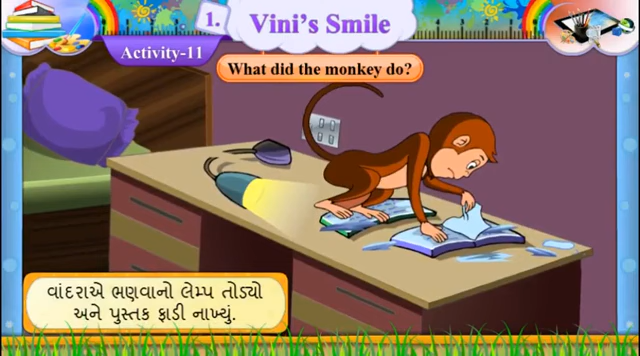 1. Vini's Smile
Activity-11
What did the monkey do?
વાંદરાએ ભણવાનો લેમ્પ તોડ્યો
અને પુસ્તક ફાડી નાખ્યું.